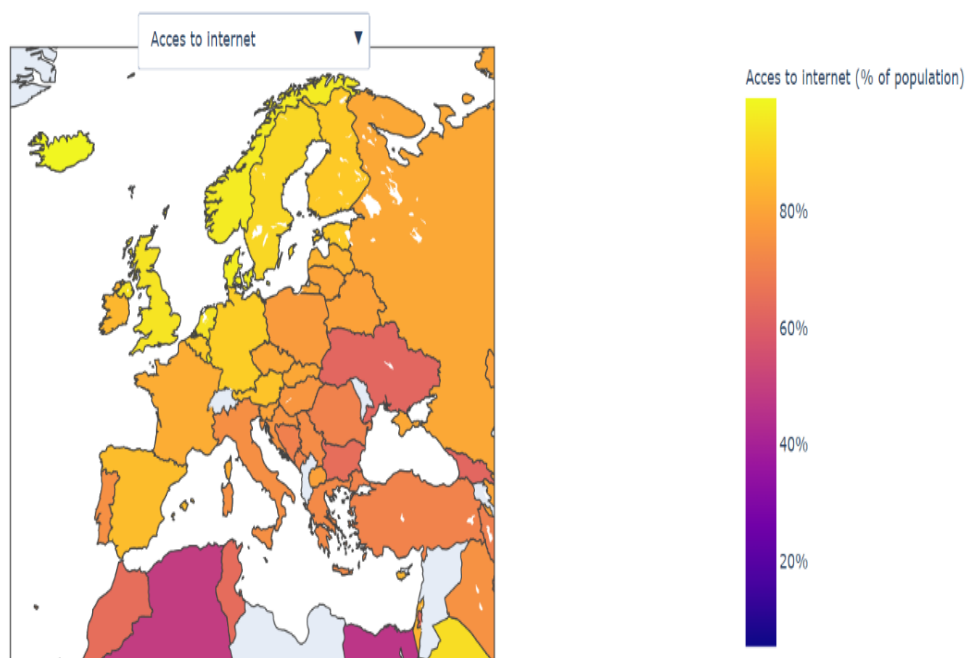 Acces to internet ▼
Acces to internet (% of population)
80%
60%
40%
20%